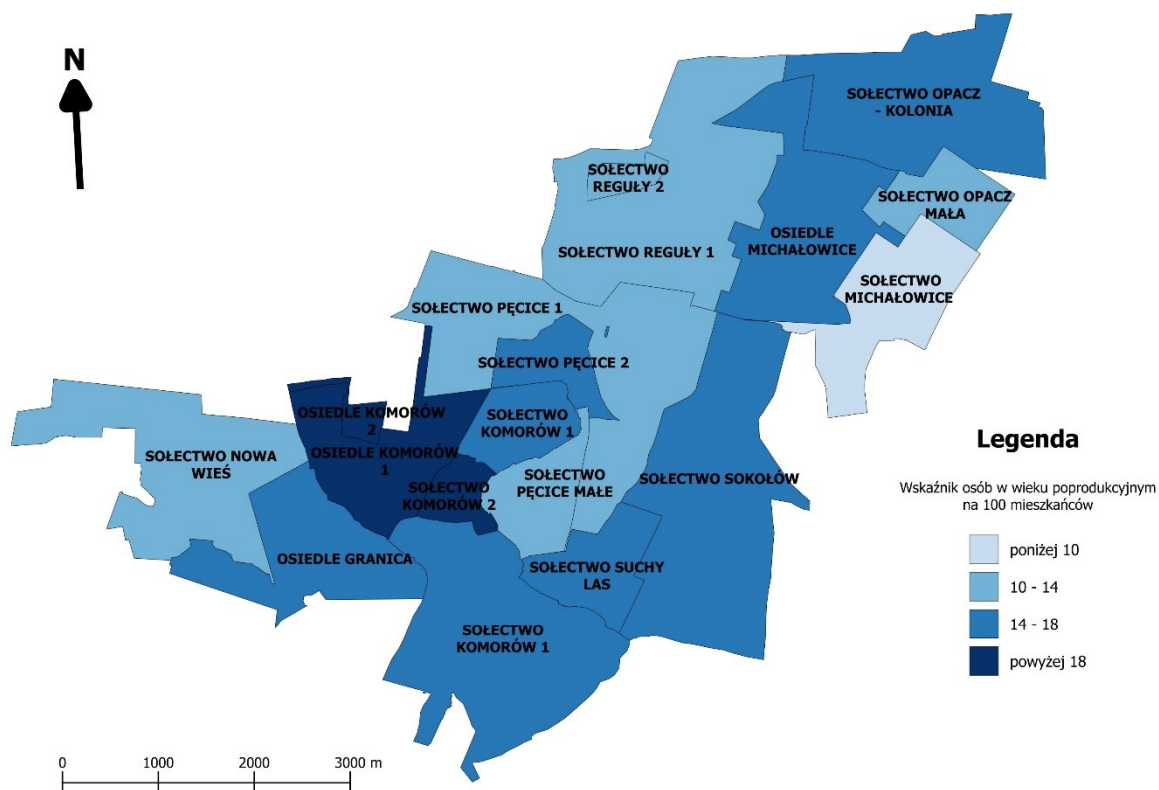 N
SOŁECTWO OPACZ
- KOLONIA
SOŁECTWO
REGUŁY 2
SOŁECTWO OPACZ
MAŁA
OSIEDLE
MICHAŁOWICE
SOŁECTWO REGUŁY 1
SOŁECTWO
MICHAŁOWICE
SOŁECTWO PĘCICE 1
SOŁECTWO PĘCICE 2
OSIEDLE KOMORÓW
2
SOŁECTWO
KOMORÓW 1
SOŁECTWO NOWA
WIEŚ
OSIEDLE KOMORÓW
1
SOŁECTWO
KOMORÓW 2
SOŁECTWO
PĘCICE MAŁE
SOŁECTWO SOKOŁÓW
OSIEDLE GRANICA
SOŁECTWO SUCHY
LAS
SOŁECTWO
KOMORÓW 1
Legenda
Wskaźnik osób w wieku poprodukcyjnym
na 100 mieszkańców
poniżej 10
10 - 14
14 - 18
powyżej 18
0 1000 2000 3000 m